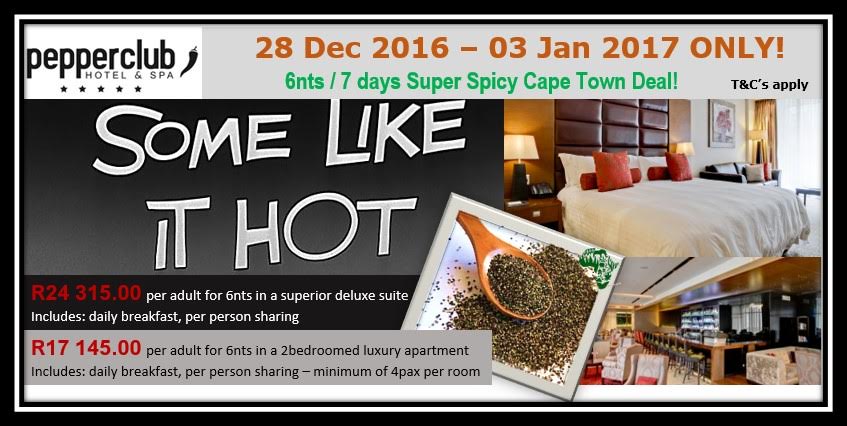 pepperclub
HOTEL & SPA
28 Dec 2016 – 03 Jan 2017 ONLY!
6nts / 7 days Super Spicy Cape Town Deal!
T&C's apply
SOME LIKE
IT HOT
R24 315.00 per adult for 6nts in a superior deluxe suite
Includes: daily breakfast, per person sharing
R17 145.00 per adult for 6nts in a 2bedroomed luxury apartment
Includes: daily breakfast, per person sharing – minimum of 4pax per room